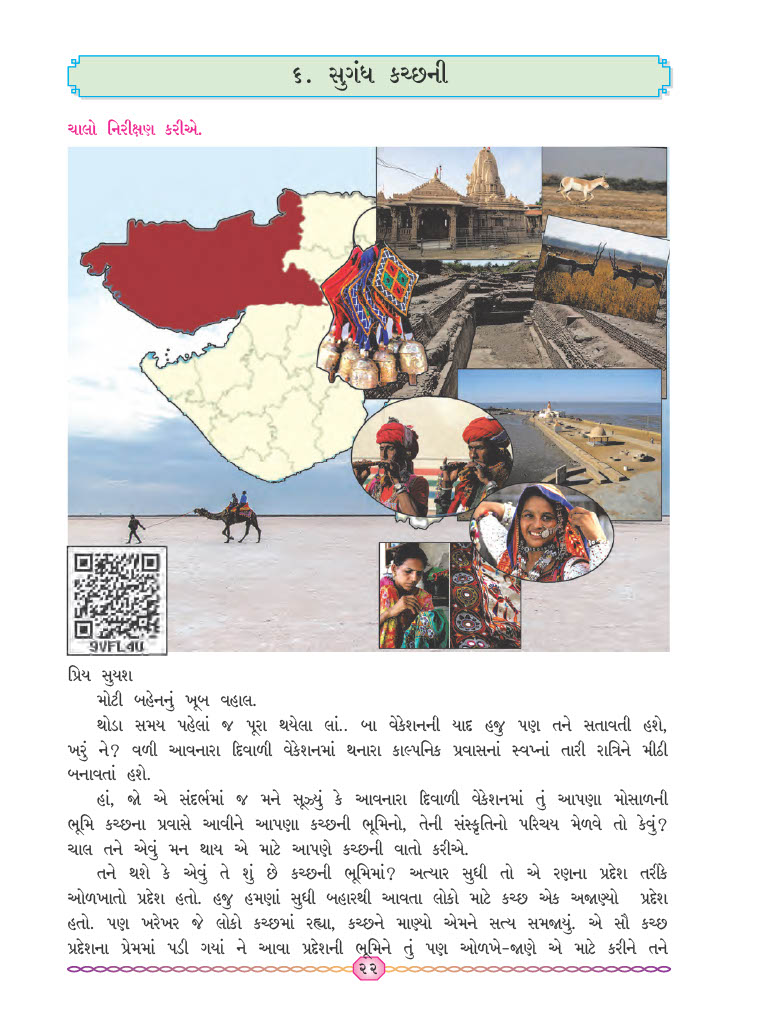 ૬. સુગંધ કચ્છની
ચાલો નિરીક્ષણ કરીએ.
9VFL4U
પ્રિય સુયશ
મોટી બહેનનું ખૂબ વહાલ.
થોડા સમય પહેલાં જ પૂરા થયેલા લાં.. બા વેકેશનની યાદ હજુ પણ તને સતાવતી હશે,
ખરું ને? વળી આવનારા દિવાળી વેકેશનમાં થનારા કાલ્પનિક પ્રવાસનાં સ્વપ્નાં તારી રાત્રિને મીઠી
બનાવતાં હશે.
હાં, જો એ સંદર્ભમાં જ મને સૂઝ્યું કે આવનારા દિવાળી વેકેશનમાં તું આપણા મોસાળની
ભૂમિ કચ્છના પ્રવાસે આવીને આપણા કચ્છની ભૂમિનો, તેની સંસ્કૃતિનો પરિચય મેળવે તો કેવું?
ચાલ તને એવું મન થાય એ માટે આપણે કચ્છની વાતો કરીએ.
તને થશે કે એવું તે શું છે કચ્છની ભૂમિમાં? અત્યાર સુધી તો એ રણના પ્રદેશ તરીકે
ઓળખાતો પ્રદેશ હતો. હજુ હમણાં સુધી બહારથી આવતા લોકો માટે કચ્છ એક અજાણ્યો પ્રદેશ
હતો. પણ ખરેખર જે લોકો કચ્છમાં રહ્યા, કચ્છને માણ્યો એમને સત્ય સમજાયું. એ સૌ કચ્છ
પ્રદેશના પ્રેમમાં પડી ગયાં ને આવા પ્રદેશની ભૂમિને તું પણ ઓળખે-જાણે એ માટે કરીને તને
૨૨